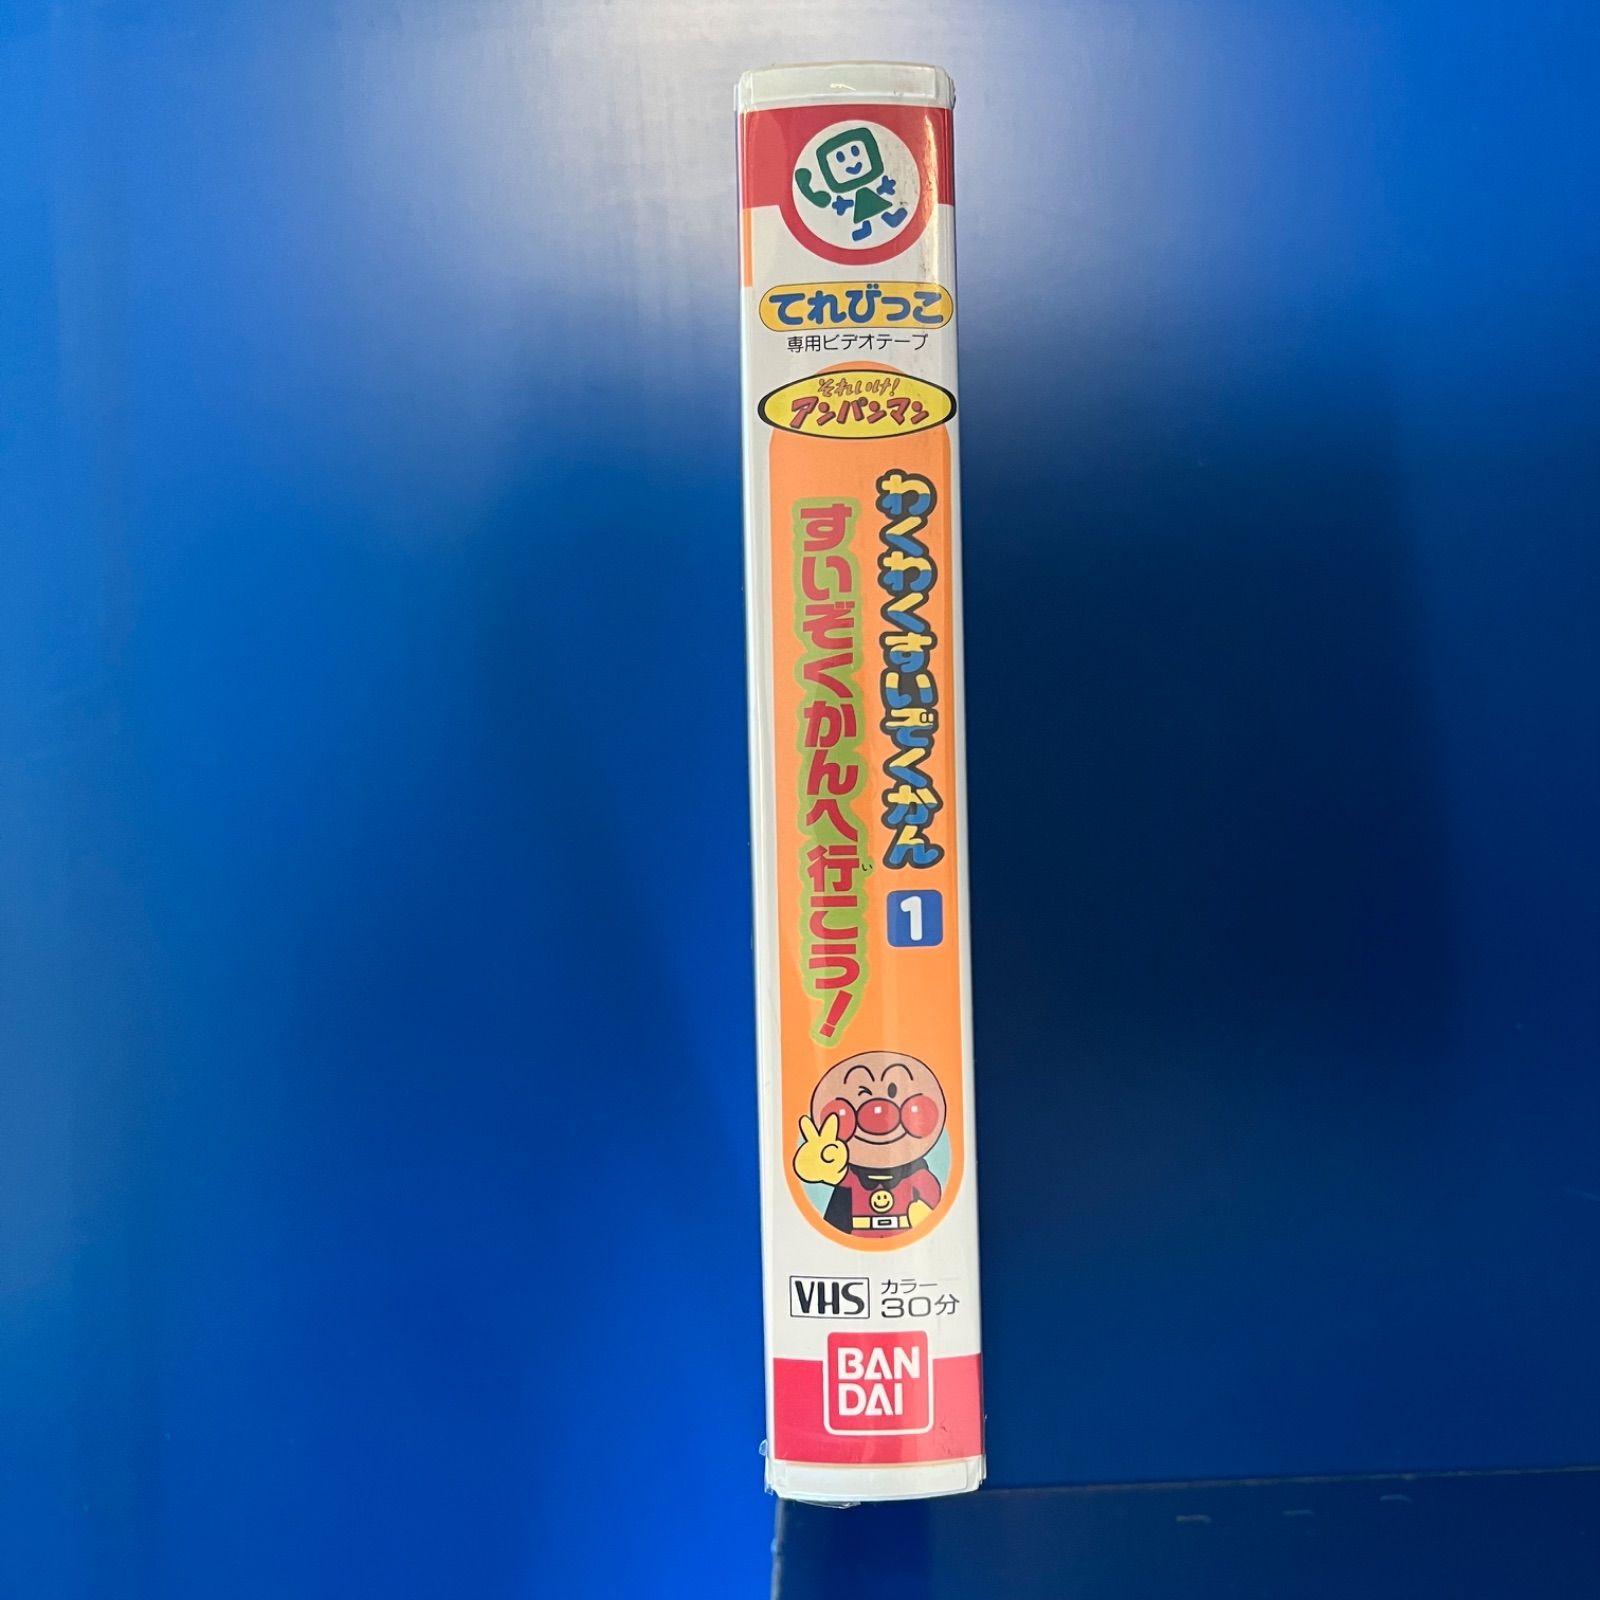 てれびっこ
専用ビデオテープ
それいけ!
アンパンマン
わくわくすいぞくかん 1
すいぞくかんへ行こう!
い
VHS
カラー
30分
BAN
DAI